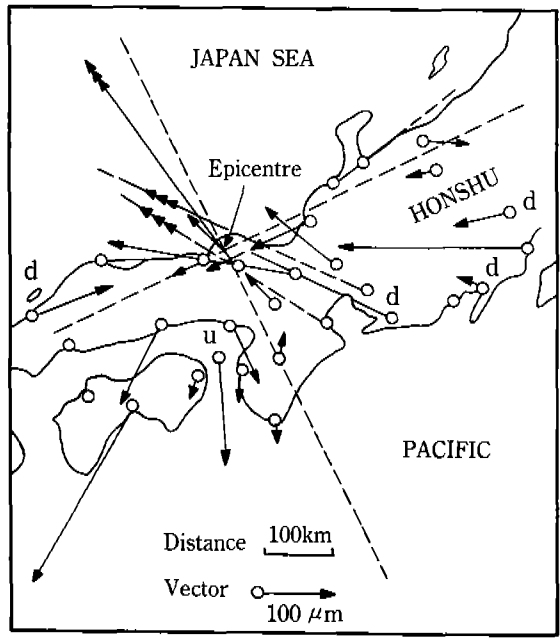 JAPAN SEA
Epicentre
HONSHU
d
d
d
d
u
PACIFIC
Distance 100km
Vector
100 μm